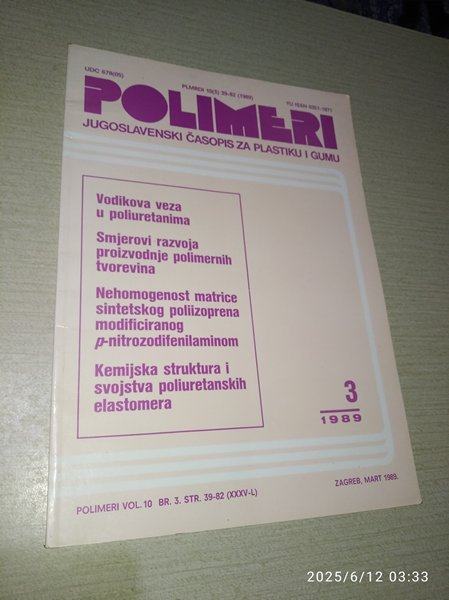 UDC 678(05)
PLMRDI 10(3) 39-82 (1989)
YU ISSN 0351-1871
POLIMERI
JUGOSLAVENSKI ČASOPIS ZA PLASTIKU I GUMU
Vodikova veza
u poliuretanima
Smjerovi razvoja
proizvodnje polimernih
tvorevina
Nehomogenost matrice
sintetskog poliizoprena
modificiranog
p-nitrozodifenilaminom
Kemijska struktura i
svojstva poliuretanskih
elastomera
3
1989
POLIMERI VOL. 10 BR. 3. STR. 39-82 (XXXV-L)
ZAGREB, MART 1989.
2025/6/12 03:33